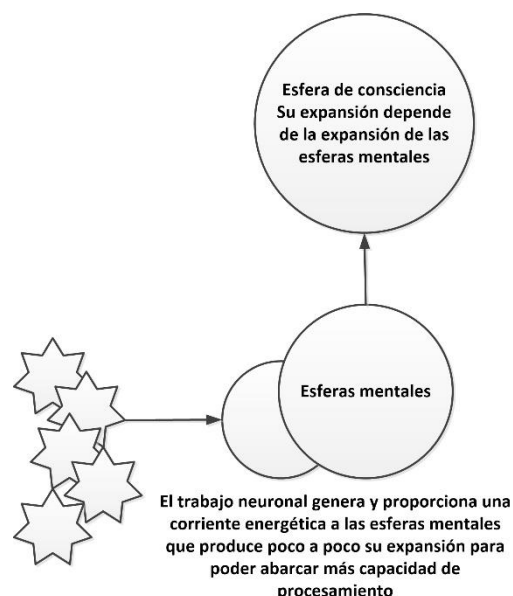 Esfera de consciencia
Su expansión depende
de la expansión de las
esferas mentales
Esferas mentales
El trabajo neuronal genera y proporciona una
corriente energética a las esferas mentales
que produce poco a poco su expansión para
poder abarcar más capacidad de
procesamiento